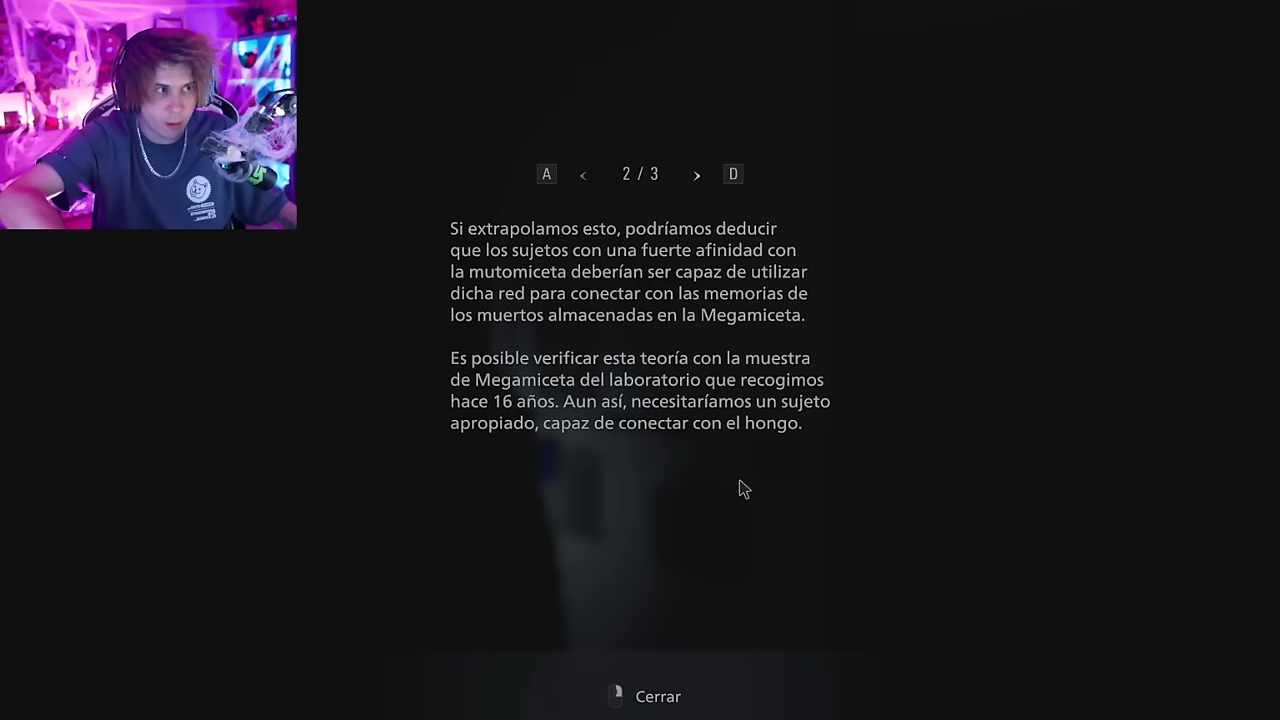 A < 2 / 3 > D
Si extrapolamos esto, podríamos deducir
que los sujetos con una fuerte afinidad con
la mutomiceta deberían ser capaz de utilizar
dicha red para conectar con las memorias de
los muertos almacenadas en la Megamiceta.
Es posible verificar esta teoría con la muestra
de Megamiceta del laboratorio que recogimos
hace 16 años. Aun así, necesitaríamos un sujeto
apropiado, capaz de conectar con el hongo.
Cerrar